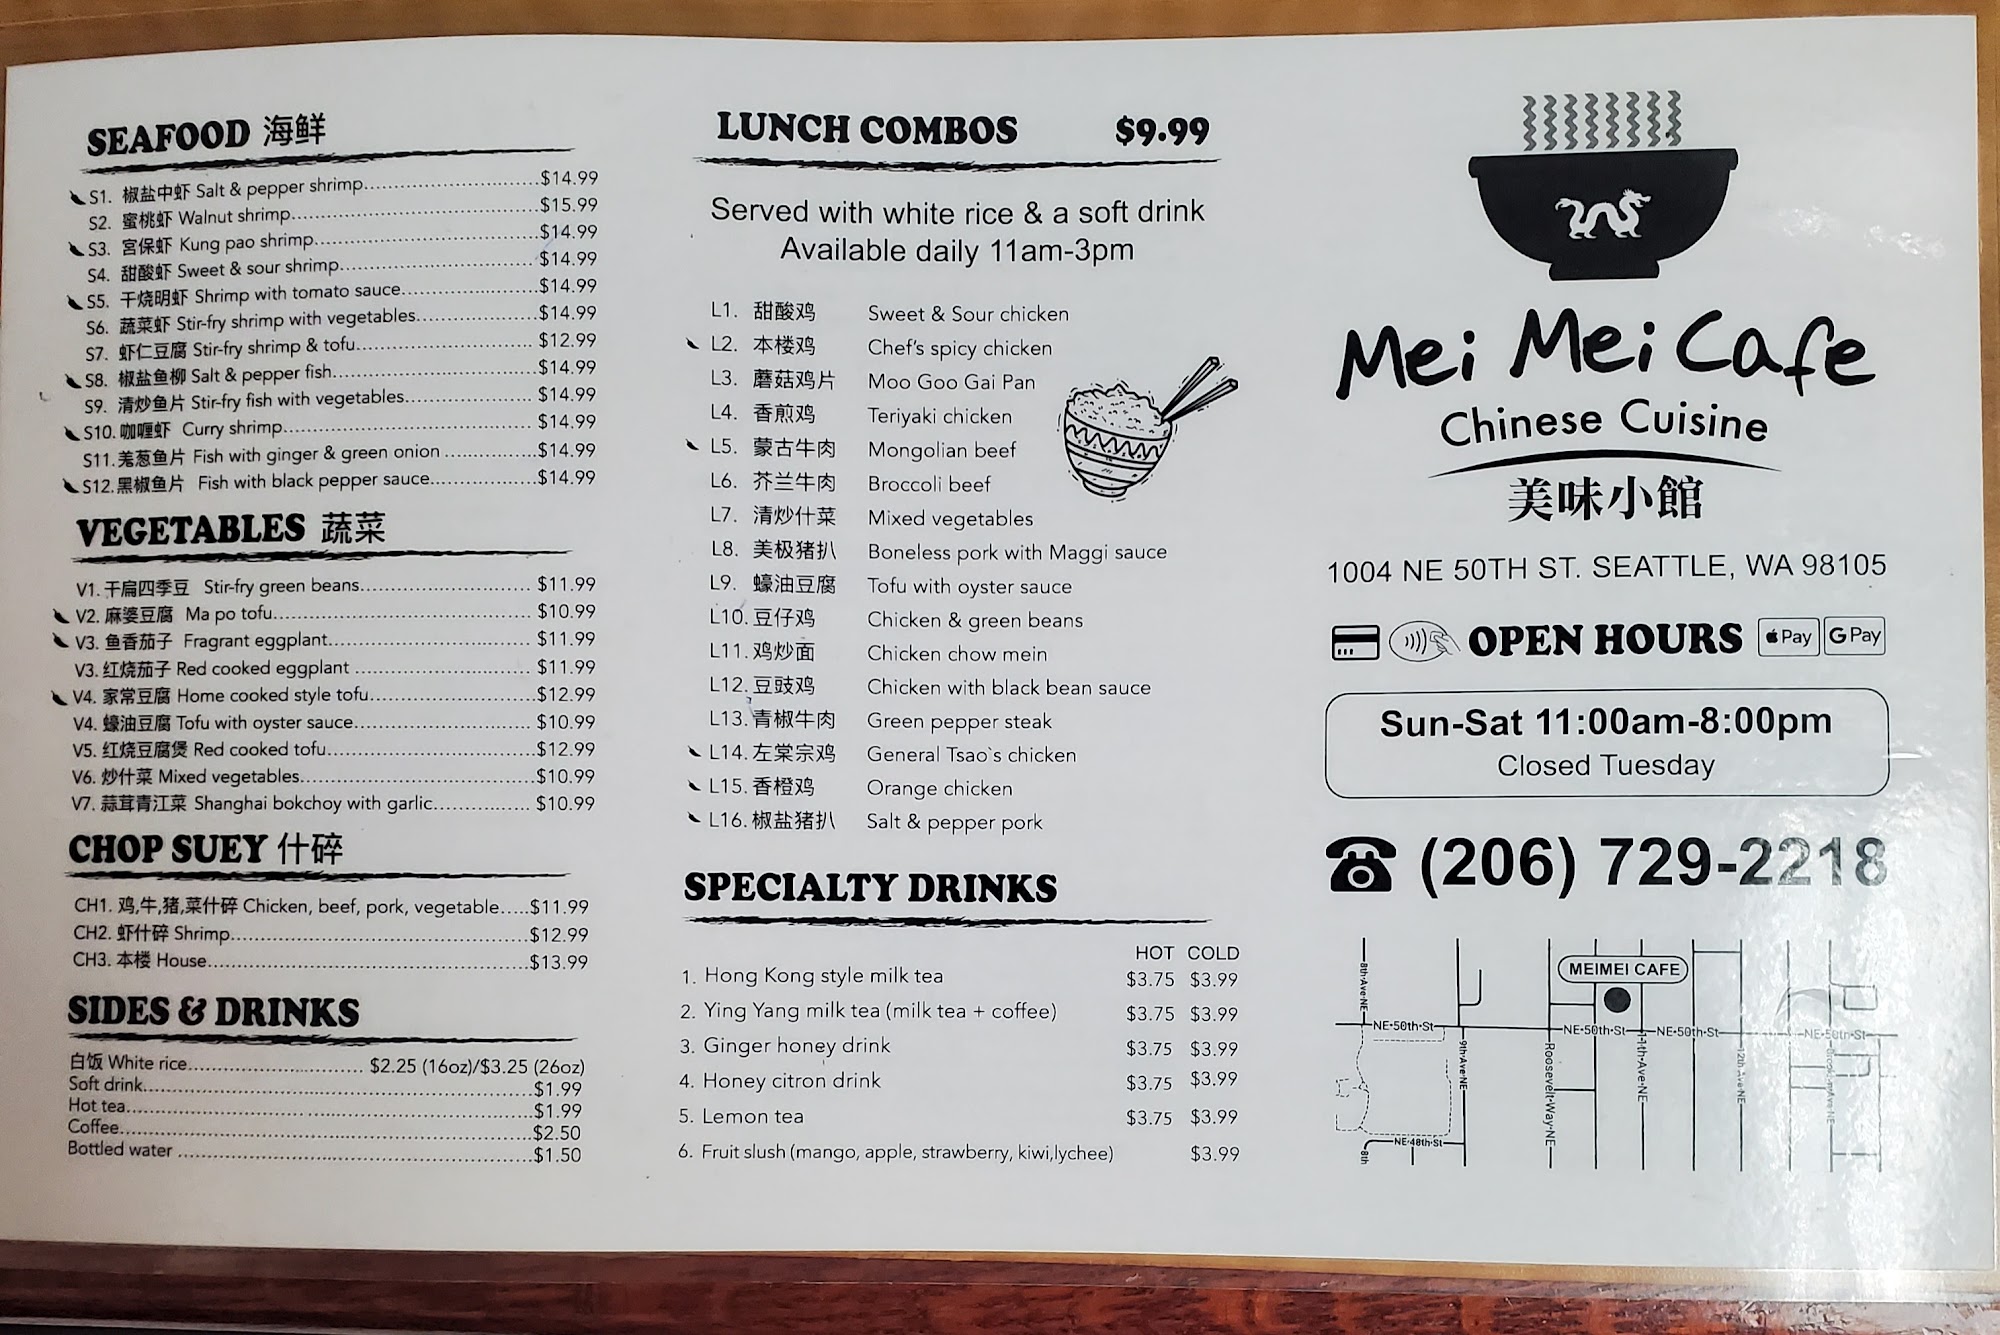 SEAFOOD 海鲜
S1. 椒盐中虾 Salt & pepper shrimp..............................$14.99
S2. 蜜桃虾 Walnut shrimp..............................$15.99
S3. 宫保虾 Kung pao shrimp..............................$14.99
S4. 甜酸虾 Sweet & sour shrimp..............................$14.99
S5. 干烧明虾 Shrimp with tomato sauce..............................$14.99
S6. 蔬菜虾 Stir-fry shrimp with vegetables..............................$14.99
S7. 虾仁豆腐 Stir-fry shrimp & tofu..............................$12.99
S8. 椒盐鱼柳 Salt & pepper fish..............................$14.99
S9. 清炒鱼片 Stir-fry fish with vegetables..............................$14.99
S10. 咖喱虾 Curry shrimp..............................$14.99
S11. 羌葱鱼片 Fish with ginger & green onion ..................$14.99
S12. 黑椒鱼片 Fish with black pepper sauce..................$14.99
VEGETABLES 蔬菜
V1. 干扁四季豆 Stir-fry green beans..............................$11.99
V2. 麻婆豆腐 Ma po tofu..............................$10.99
V3. 鱼香茄子 Fragrant eggplant..............................$11.99
V3. 红烧茄子 Red cooked eggplant ..............................$11.99
V4. 家常豆腐 Home cooked style tofu..............................$12.99
V4. 蠔油豆腐 Tofu with oyster sauce..............................$10.99
V5. 红烧豆腐煲 Red cooked tofu..............................$12.99
V6. 炒什菜 Mixed vegetables..............................$10.99
V7. 蒜茸青江菜 Shanghai bokchoy with garlic.................. $10.99
CHOP SUEY 什碎
CH1. 鸡,牛,猪,菜什碎 Chicken, beef, pork, vegetable.....$11.99
CH2. 虾什碎 Shrimp..............................$12.99
CH3. 本楼 House..............................$13.99
SIDES & DRINKS
白饭 White rice.............................. $2.25 (16oz)/$3.25 (26oz)
Soft drink..............................$1.99
Hot tea..............................$1.99
Coffee..............................$2.50
Bottled water ..............................$1.50
LUNCH COMBOS $9.99
Served with white rice & a soft drink
Available daily 11am-3pm
L1. 甜酸鸡 Sweet & Sour chicken
L2. 本楼鸡 Chef's spicy chicken
L3. 蘑菇鸡片 Moo Goo Gai Pan
L4. 香煎鸡 Teriyaki chicken
L5. 蒙古牛肉 Mongolian beef
L6. 芥兰牛肉 Broccoli beef
L7. 清炒什菜 Mixed vegetables
L8. 美极猪扒 Boneless pork with Maggi sauce
L9. 蠔油豆腐 Tofu with oyster sauce
L10. 豆仔鸡 Chicken & green beans
L11. 鸡炒面 Chicken chow mein
L12. 豆豉鸡 Chicken with black bean sauce
L13. 青椒牛肉 Green pepper steak
L14. 左棠宗鸡 General Tsao`s chicken
L15. 香橙鸡 Orange chicken
L16. 椒盐猪扒 Salt & pepper pork
SPECIALTY DRINKS
HOT COLD
1. Hong Kong style milk tea $3.75 $3.99
2. Ying Yang milk tea (milk tea + coffee) $3.75 $3.99
3. Ginger honey drink $3.75 $3.99
4. Honey citron drink $3.75 $3.99
5. Lemon tea $3.75 $3.99
6. Fruit slush (mango, apple, strawberry, kiwi,lychee) $3.99
Mei Mei Cafe
Chinese Cuisine
美味小館
1004 NE 50TH ST. SEATTLE, WA 98105
OPEN HOURS Pay G Pay
Sun-Sat 11:00am-8:00pm
Closed Tuesday
(206) 729-2218
MEIMEI CAFE
8th Ave NE
NE 50th St
NE 50th St
NE 50th St
NE 50th St
9th Ave NE
Roosevelt Way NE
11th Ave NE
12th Ave NE
NE 48th St
8th